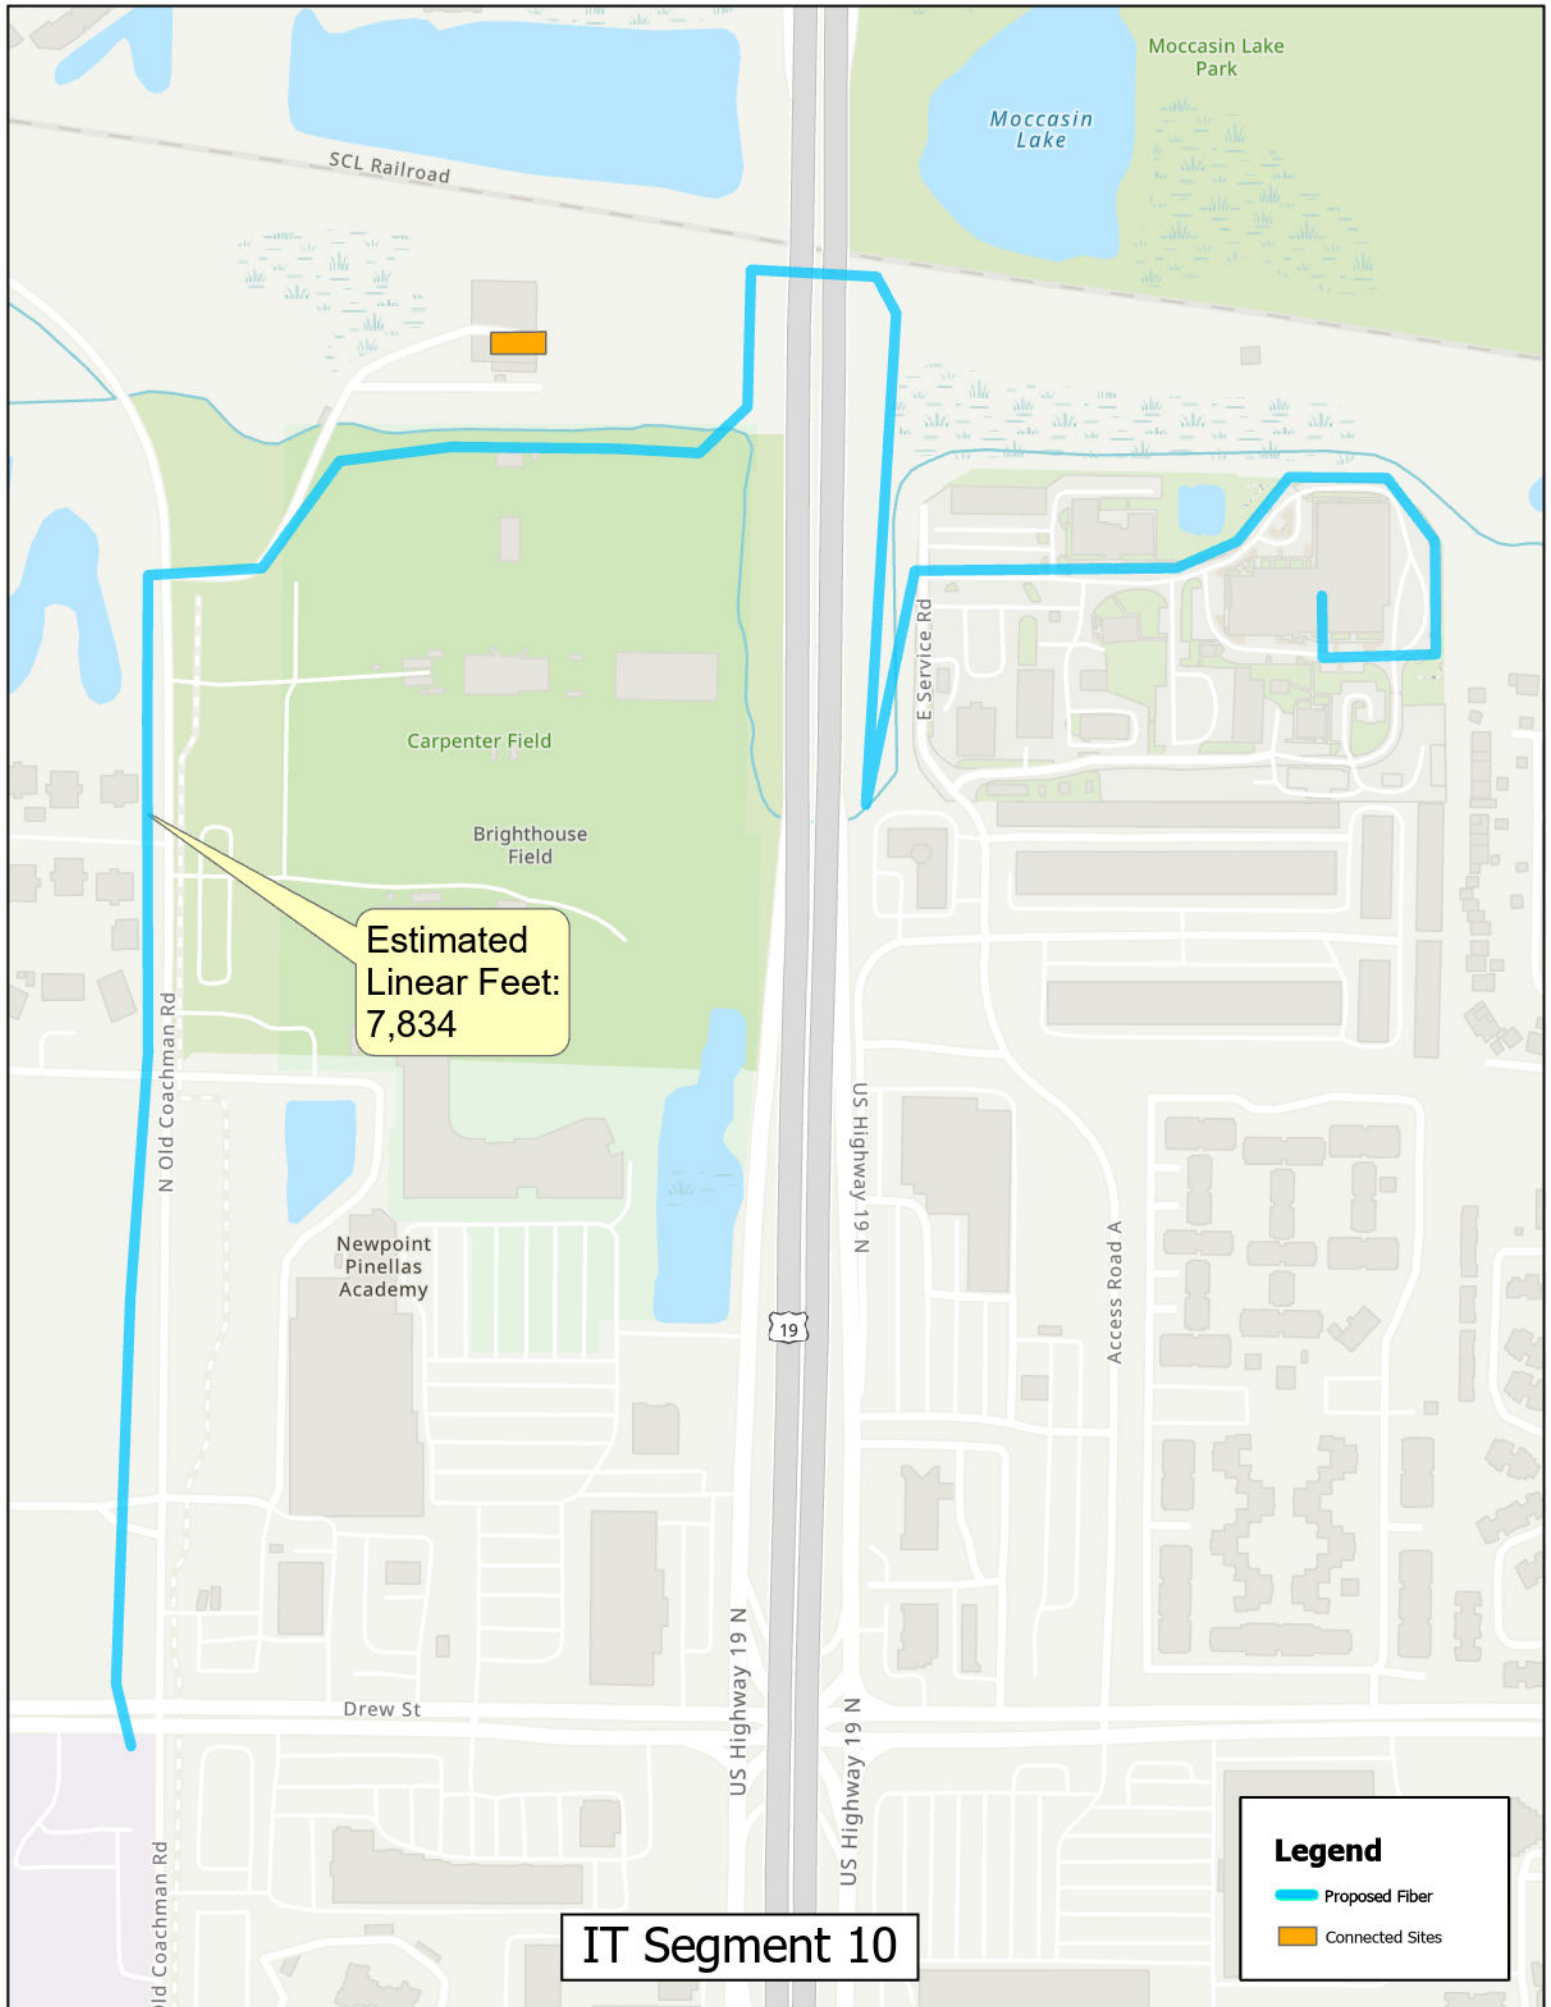 Moccasin Lake
Park
Moccasin
Lake
SCL Railroad
E Service Rd
Carpenter Field
Brighthouse
Field
Estimated
Linear Feet:
7,834
N Old Coachman Rd
US Highway 19 N
Newpoint
Pinellas
Academy
Access Road A
19
US Highway 19 N
US Highway 19 N
Drew St
Old Coachman Rd
Legend
Proposed Fiber
Connected Sites
IT Segment 10